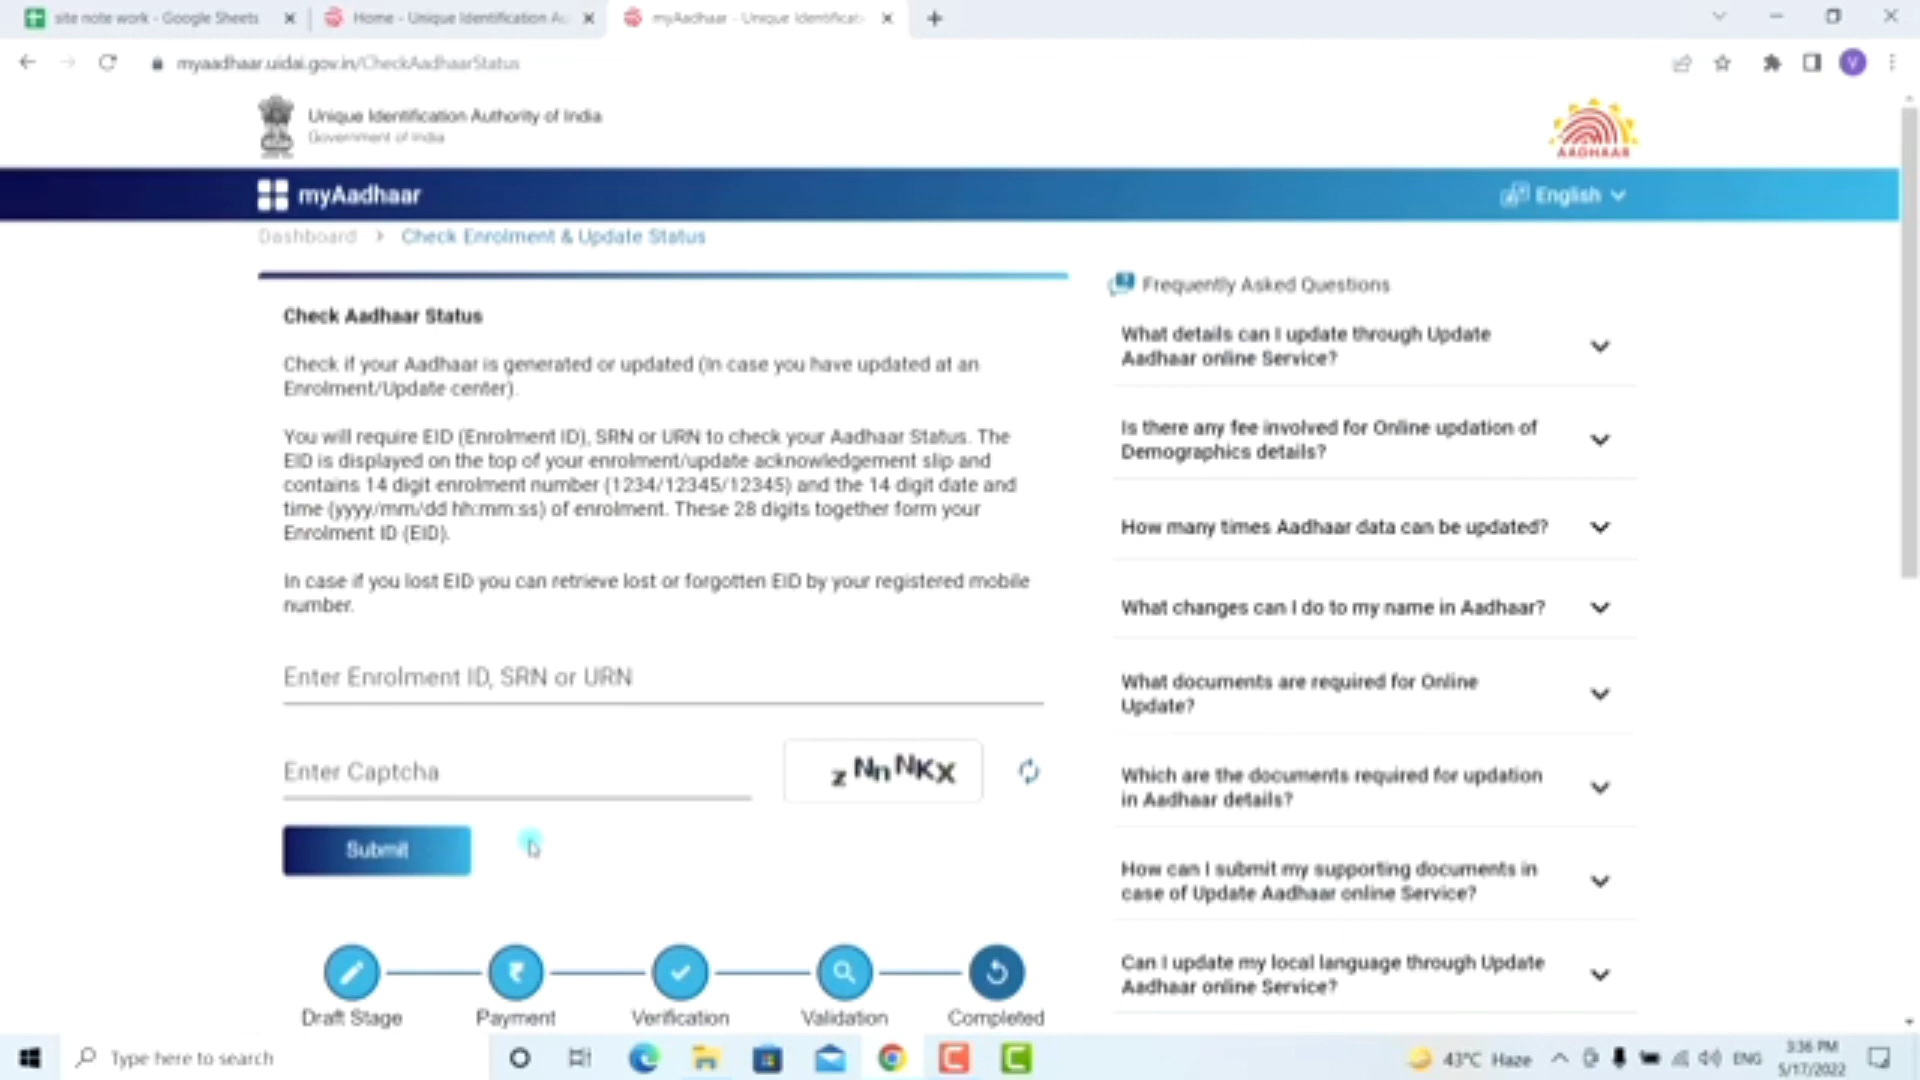 site note work - Google Sheets
Home - Unique Identification Au
myAadhaar - Unique Identificati
myaadhaar.uidai.gov.in/CheckAadhaarStatus
V
Unique Identification Authority of India
Government of India
AADHAAR
myAadhaar
English
Dashboard > Check Enrolment & Update Status
Check Aadhaar Status
Check if your Aadhaar is generated or updated (In case you have updated at an
Enrolment/Update center).
You will require EID (Enrolment ID), SRN or URN to check your Aadhaar Status. The
EID is displayed on the top of your enrolment/update acknowledgement slip and
contains 14 digit enrolment number (1234/12345/12345) and the 14 digit date and
time (yyyy/mm/dd hh:mm:ss) of enrolment. These 28 digits together form your
Enrolment ID (EID).
In case if you lost EID you can retrieve lost or forgotten EID by your registered mobile
number.
Enter Enrolment ID, SRN or URN
Enter Captcha
zNnNKX
Submit
Draft Stage
Payment
Verification
Validation
Completed
Frequently Asked Questions
What details can I update through Update
Aadhaar online Service?
Is there any fee involved for Online updation of
Demographics details?
How many times Aadhaar data can be updated?
What changes can I do to my name in Aadhaar?
What documents are required for Online
Update?
Which are the documents required for updation
in Aadhaar details?
How can I submit my supporting documents in
case of Update Aadhaar online Service?
Can I update my local language through Update
Aadhaar online Service?
Type here to search
43°C Haze
ENG
3:36 PM
5/17/2022